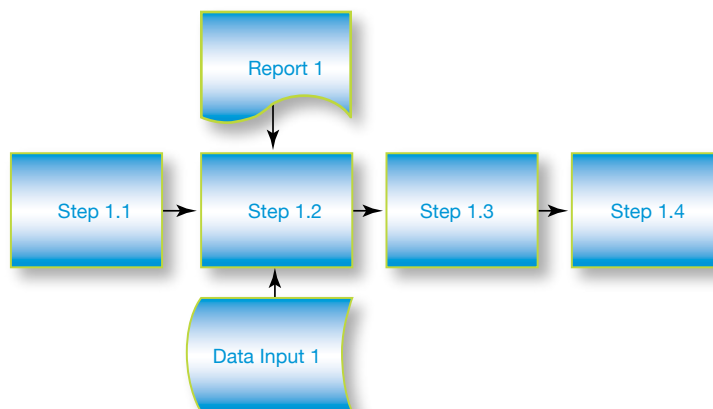 Report 1
Step 1.1
Step 1.2
Step 1.3
Step 1.4
Data Input 1